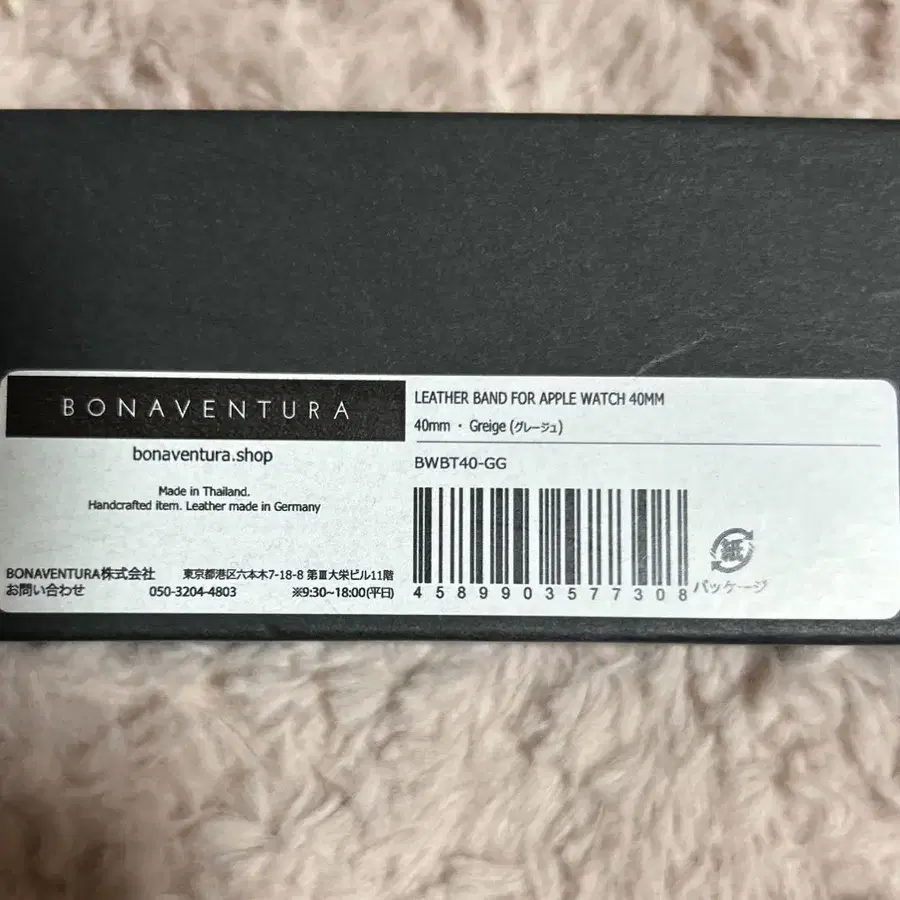 BONAVENTURA
bonaventura.shop
Made in Thailand.
Handcrafted item. Leather made in Germany
BONAVENTURA株式会社 東京都港区六本木7-18-8 第Ⅲ大栄ビル11階
お問い合わせ 050-3204-4803 ※9:30~18:00(平日)
LEATHER BAND FOR APPLE WATCH 40MM
40mm・Greige (グレージュ)
BWBT40-GG
4589903577308
紙
パッケージ